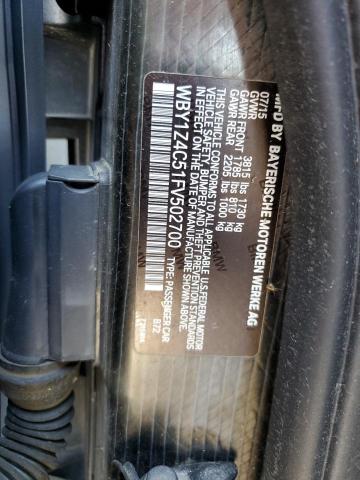 MFD BY BAYERISCHE MOTOREN WERKE AG
07/15
GVWR 3815 lbs 1730 kg
GAWR FRONT 1785 lbs 810 kg
GAWR REAR 2205 lbs 1000 kg
THIS VEHICLE CONFORMS TO ALL APPLICABLE U.S.FEDERAL MOTOR
VEHICLE SAFETY, BUMPER AND THEFT PREVENTION STANDARDS
IN EFFECT ON THE DATE OF MANUFACTURE SHOWN ABOVE.
WBY1Z4C51FV502700 TYPE: PASSENGER CAR
B72